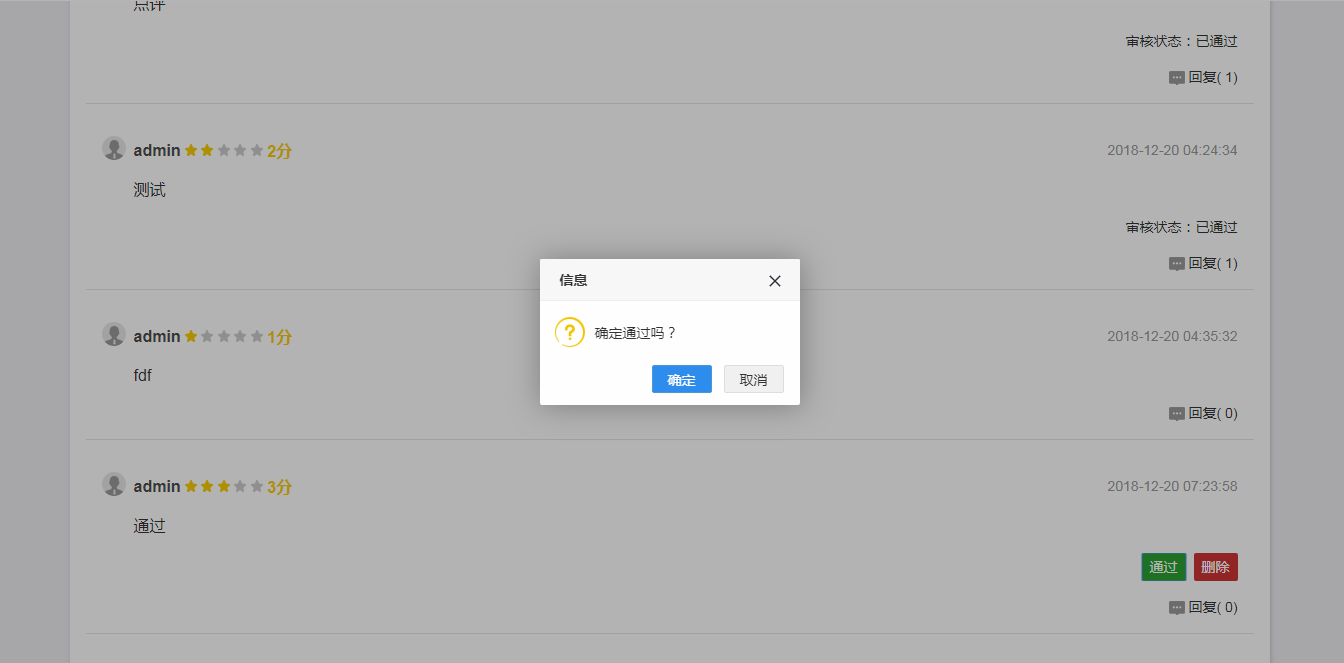 点评
审核状态：已通过
回复( 1)
admin 2分
2018-12-20 04:24:34
测试
审核状态：已通过
回复( 1)
信息
确定通过吗？
确定
取消
admin 1分
2018-12-20 04:35:32
fdf
回复( 0)
admin 3分
2018-12-20 07:23:58
通过
通过
删除
回复( 0)